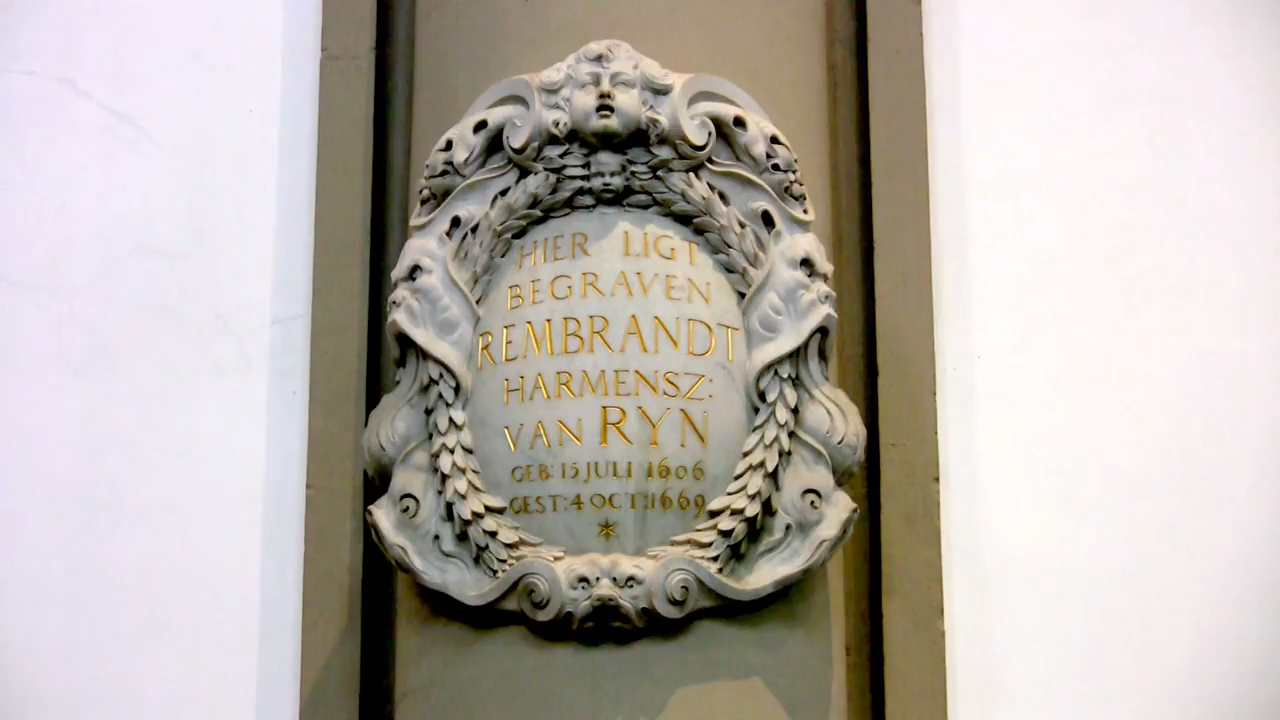 HIER LIGT
BEGRAVEN
REMBRANDT
HARMENSZ:
VAN RYN
GEB: 15 JULI 1606
GEST: 4 OCT: 1669